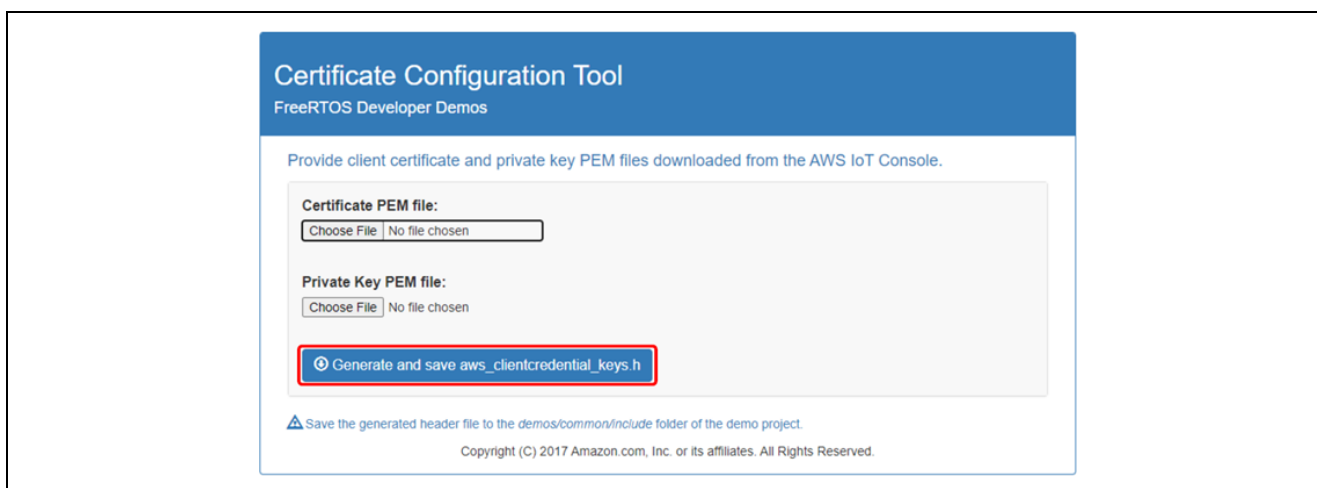 Certificate Configuration Tool
FreeRTOS Developer Demos
Provide client certificate and private key PEM files downloaded from the AWS IoT Console.
Certificate PEM file:
Choose File No file chosen
Private Key PEM file:
Choose File No file chosen
Generate and save aws_clientcredential_keys.h
Save the generated header file to the demos/common/include folder of the demo project.
Copyright (C) 2017 Amazon.com, Inc. or its affiliates. All Rights Reserved.